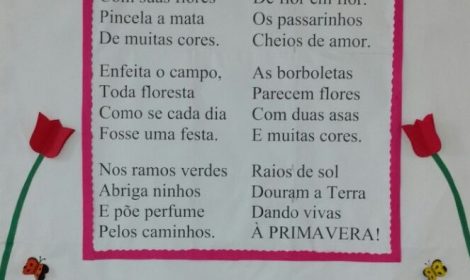 Com suas flores
Pincela a mata
De muitas cores.
Enfeita o campo,
Toda floresta
Como se cada dia
Fosse uma festa.
Nos ramos verdes
Abriga ninhos
E põe perfume
Pelos caminhos.
De flor em flor.
Os passarinhos
Cheios de amor.
As borboletas
Parecem flores
Com duas asas
E muitas cores.
Raios de sol
Douram a Terra
Dando vivas
À PRIMAVERA!